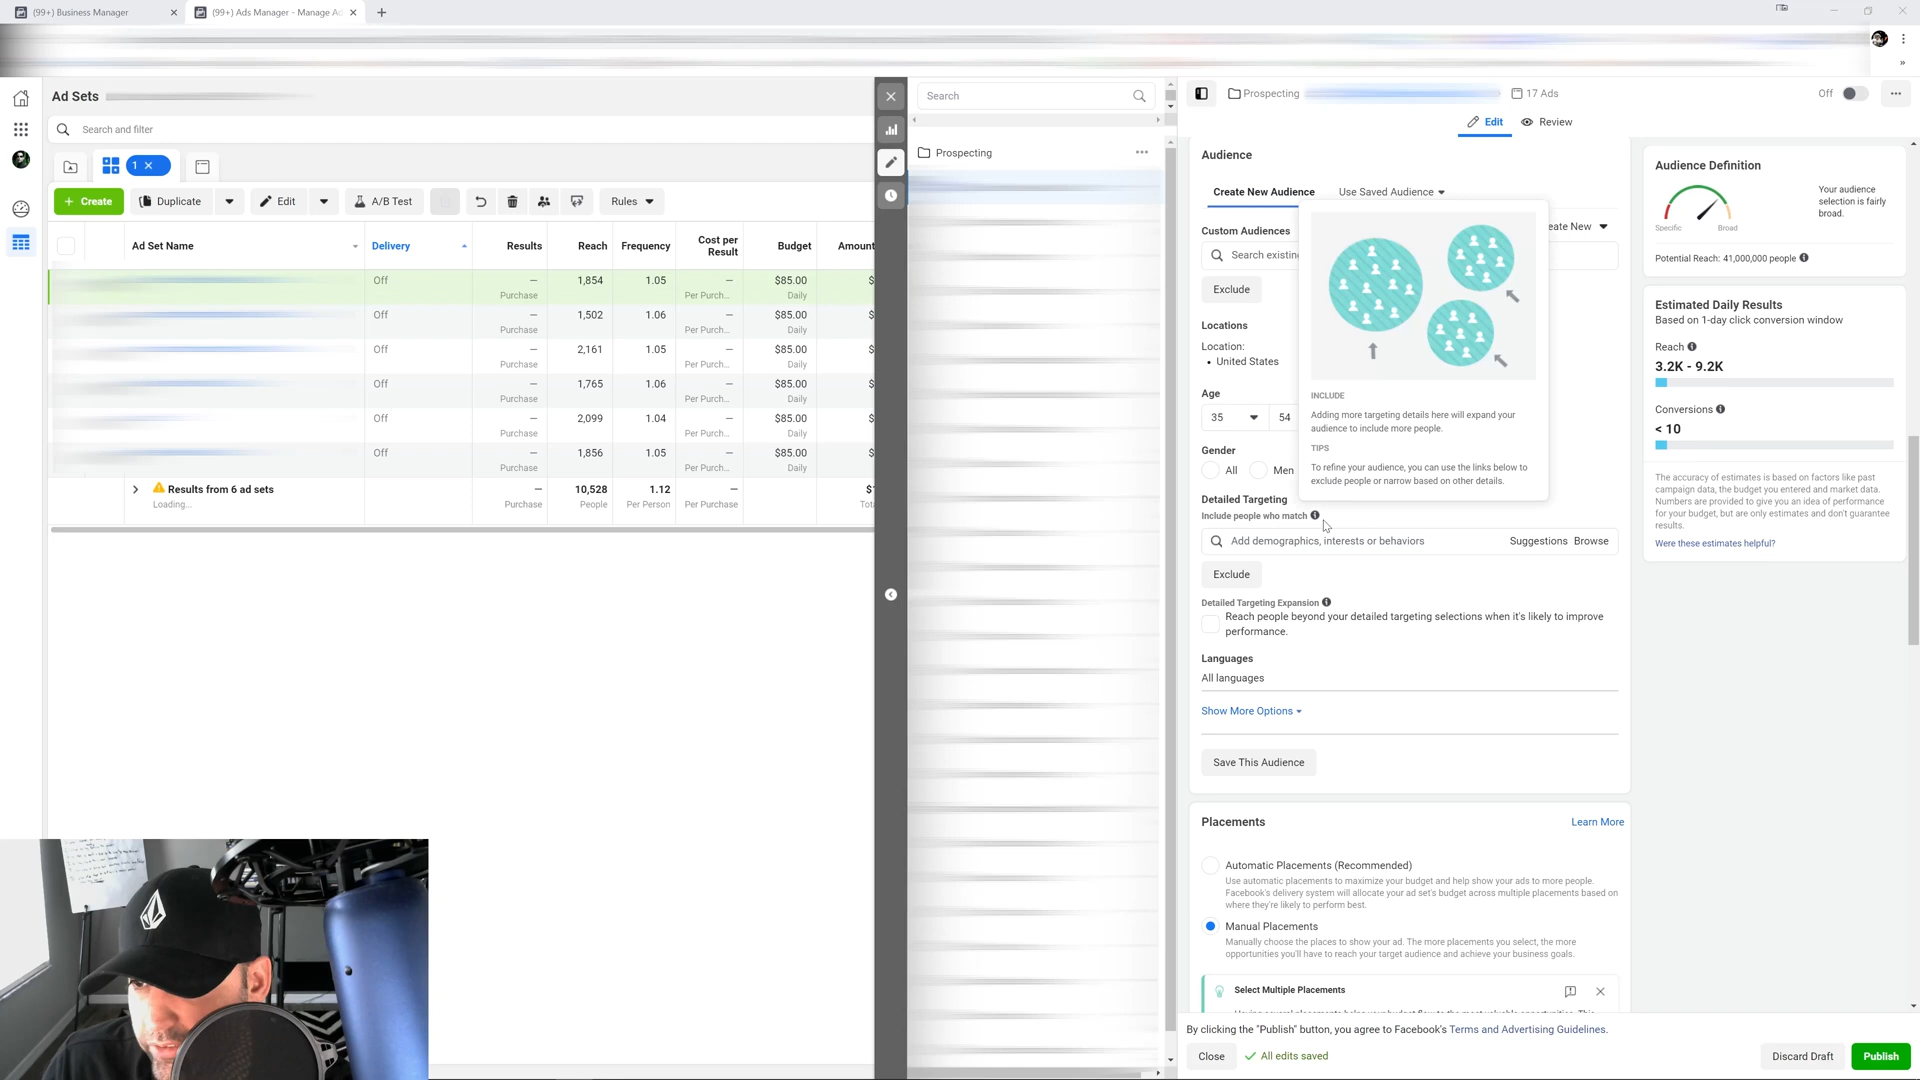 (99+) Business Manager
(99+) Ads Manager - Manage Ad
Ad Sets
Search and filter
1
Create
Duplicate
Edit
A/B Test
Rules
Ad Set Name
Delivery
Results
Reach
Frequency
Cost per
Result
Budget
Amount
Off
—
1,854
1.05
—
$85.00
$
Purchase
Per Purch...
Daily
Off
—
1,502
1.06
—
$85.00
$
Purchase
Per Purch...
Daily
Off
—
2,161
1.05
—
$85.00
$
Purchase
Per Purch...
Daily
Off
—
1,765
1.06
—
$85.00
$
Purchase
Per Purch...
Daily
Off
—
2,099
1.04
—
$85.00
$
Purchase
Per Purch...
Daily
Off
—
1,856
1.05
—
$85.00
$
Purchase
Per Purch...
Daily
Results from 6 ad sets
—
10,528
1.12
—
Loading...
Purchase
People
Per Person
Per Purchase
Search
Prospecting
Prospecting
17 Ads
Off
Edit
Review
Audience
Create New Audience
Use Saved Audience
Custom Audiences
eate New
Search existin
Exclude
Locations
Location:
• United States
Age
35
54
Gender
All
Men
INCLUDE
Adding more targeting details here will expand your
audience to include more people.
TIPS
To refine your audience, you can use the links below to
exclude people or narrow based on other details.
Detailed Targeting
Include people who match
Add demographics, interests or behaviors
Suggestions
Browse
Exclude
Detailed Targeting Expansion
Reach people beyond your detailed targeting selections when it's likely to improve
performance.
Languages
All languages
Show More Options
Save This Audience
Placements
Learn More
Automatic Placements (Recommended)
Use automatic placements to maximize your budget and help show your ads to more people.
Facebook's delivery system will allocate your ad set's budget across multiple placements based on
where they're likely to perform best.
Manual Placements
Manually choose the places to show your ad. The more placements you select, the more
opportunities you'll have to reach your target audience and achieve your business goals.
Select Multiple Placements
By clicking the "Publish" button, you agree to Facebook's Terms and Advertising Guidelines.
Close
All edits saved
Discard Draft
Publish
Audience Definition
Your audience
selection is fairly
broad.
Specific
Broad
Potential Reach: 41,000,000 people
Estimated Daily Results
Based on 1-day click conversion window
Reach
3.2K - 9.2K
Conversions
< 10
The accuracy of estimates is based on factors like past
campaign data, the budget you entered and market data.
Numbers are provided to give you an idea of performance
for your budget, but are only estimates and don't guarantee
results.
Were these estimates helpful?